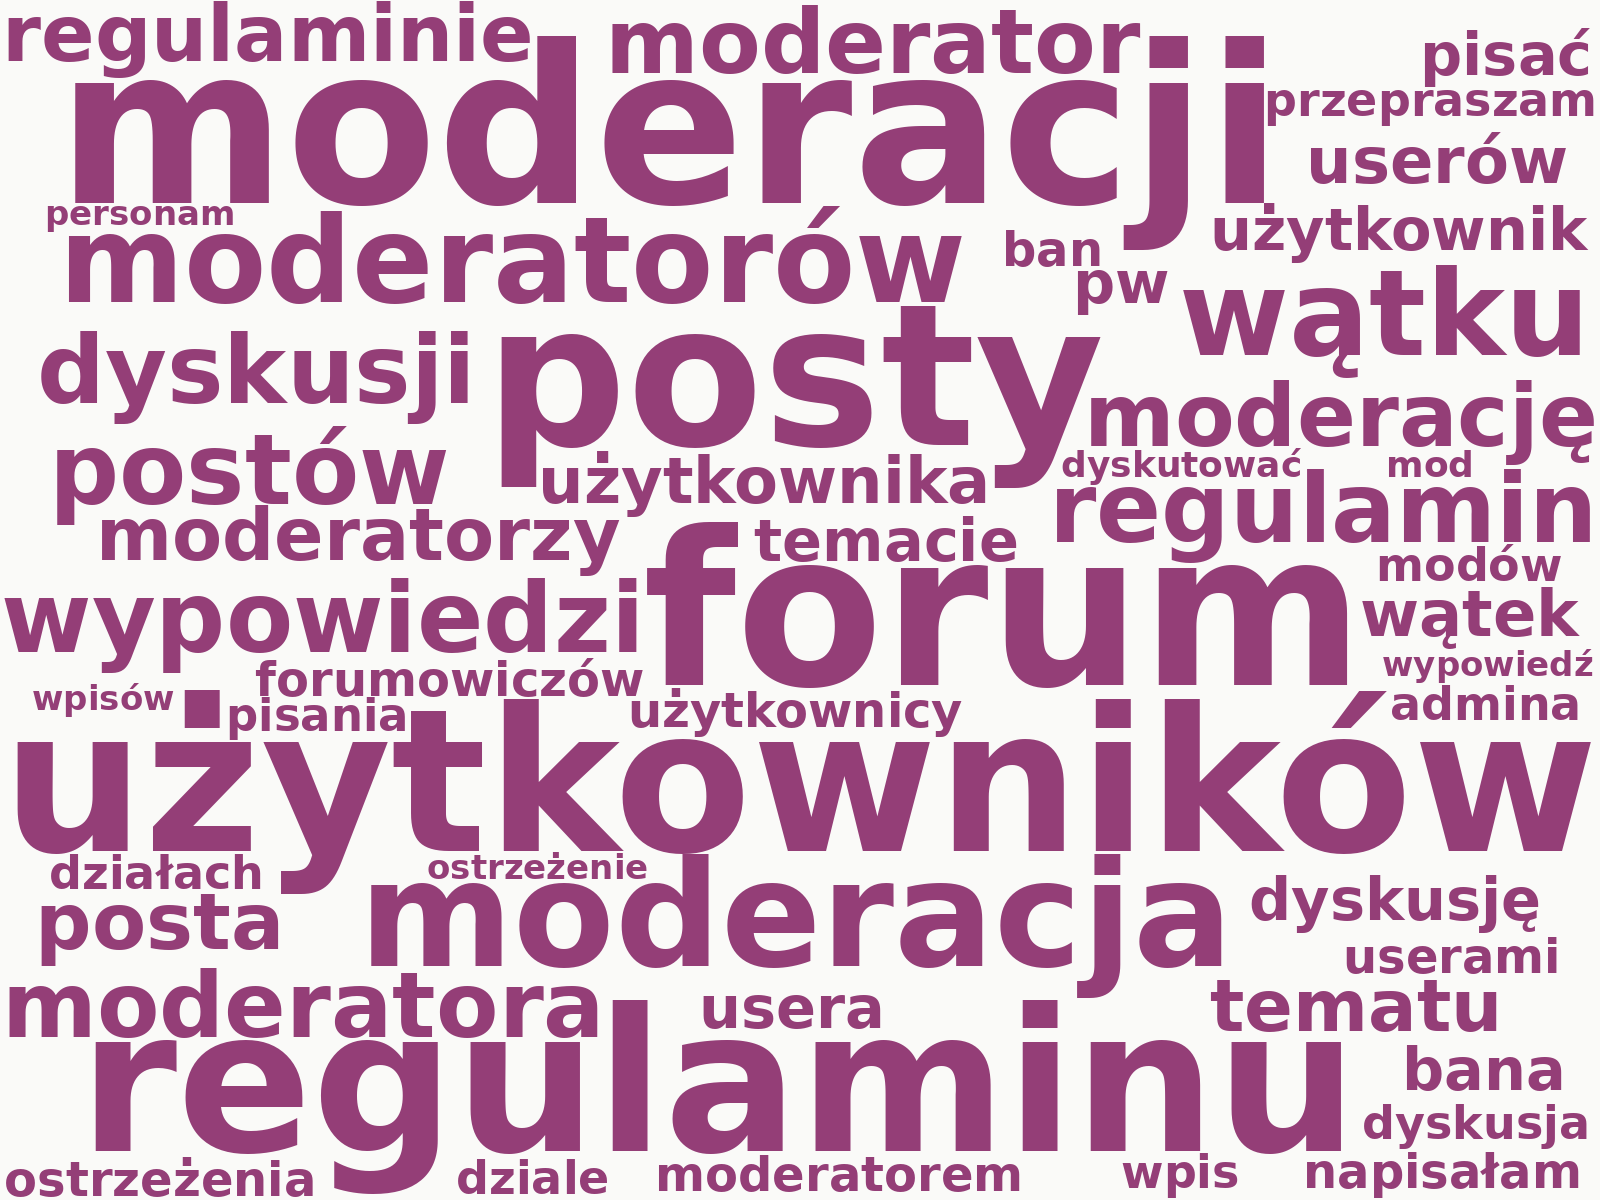 regulaminie
moderator
pisać
moderacji
przepraszam
userów
personam
użytkownik
moderatorów
ban
pw
wątku
dyskusji
posty
moderację
postów
użytkownika
dyskutować
mod
regulamin
moderatorzy
temacie
modów
forum
wypowiedzi
wątek
wypowiedź
forumowiczów
wpisów
pisania
użytkownicy
admina
użytkowników
działach
ostrzeżenie
moderacja
dyskusję
posta
userami
moderatora
usera
tematu
regulaminu
bana
dyskusja
ostrzeżenia
dziale
moderatorem
wpis
napisałam